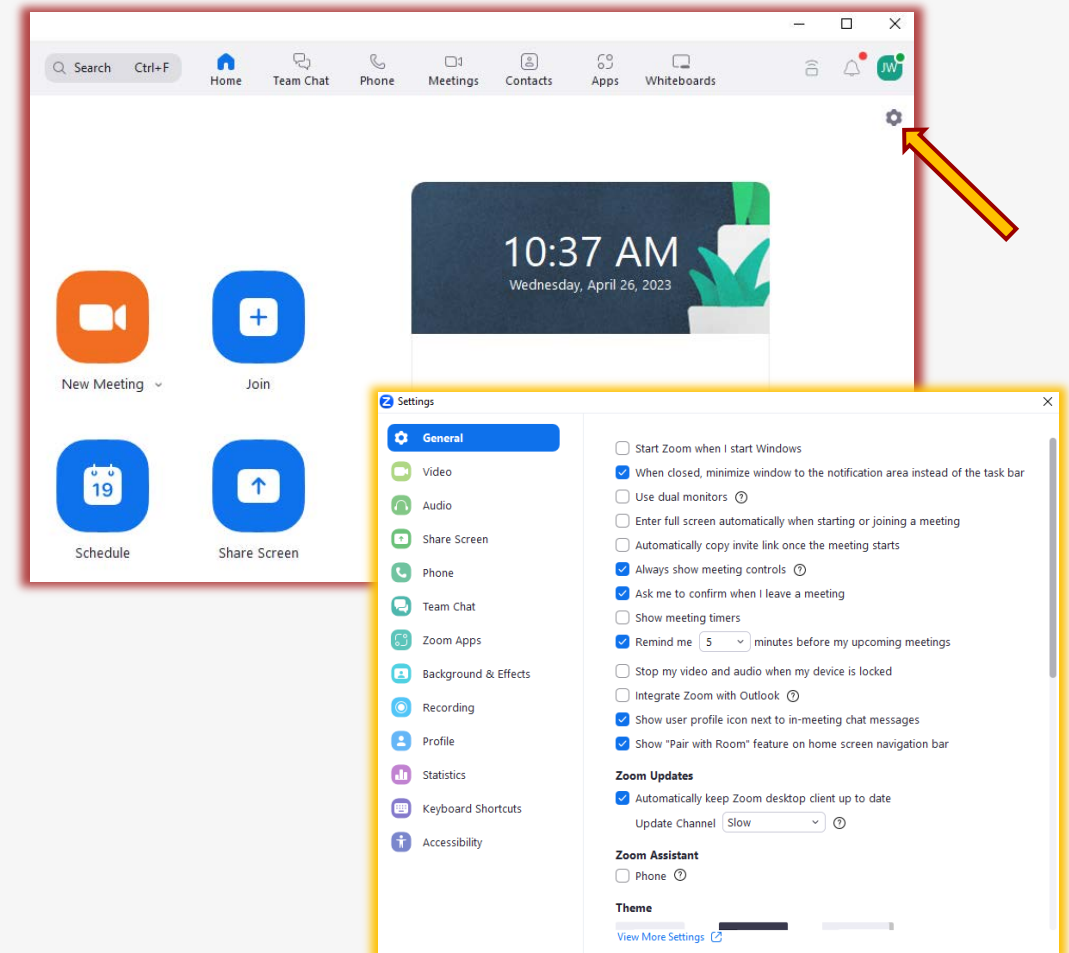 Search Ctrl+F
Home
Team Chat
Phone
Meetings
Contacts
Apps
Whiteboards
JW
10:37 AM
Wednesday, April 26, 2023
New Meeting
Join
19
Schedule
Share Screen
Settings
General
Video
Audio
Share Screen
Phone
Team Chat
Zoom Apps
Background & Effects
Recording
Profile
Statistics
Keyboard Shortcuts
Accessibility
Start Zoom when I start Windows
When closed, minimize window to the notification area instead of the task bar
Use dual monitors
Enter full screen automatically when starting or joining a meeting
Automatically copy invite link once the meeting starts
Always show meeting controls
Ask me to confirm when I leave a meeting
Show meeting timers
Remind me 5 minutes before my upcoming meetings
Stop my video and audio when my device is locked
Integrate Zoom with Outlook
Show user profile icon next to in-meeting chat messages
Show "Pair with Room" feature on home screen navigation bar
Zoom Updates
Automatically keep Zoom desktop client up to date
Update Channel Slow
Zoom Assistant
Phone
Theme
View More Settings